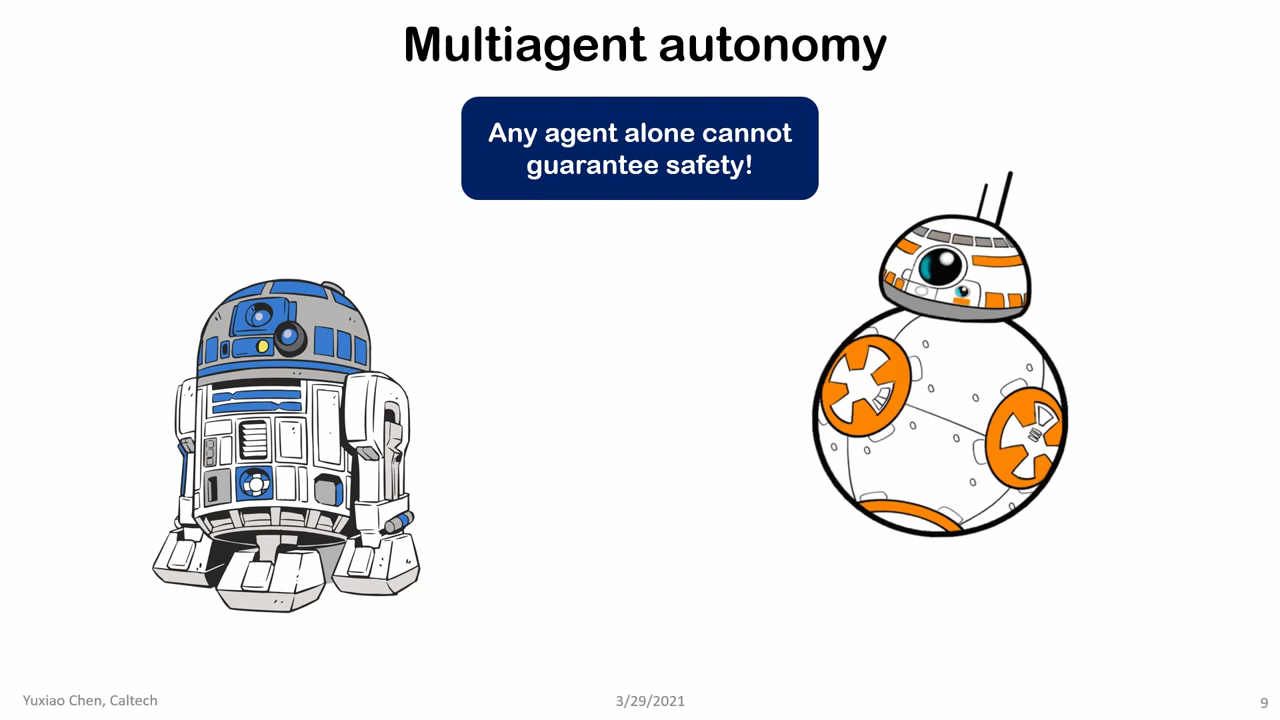 Multiagent autonomy
Any agent alone cannot
guarantee safety!
Yuxiao Chen, Caltech
3/29/2021
9